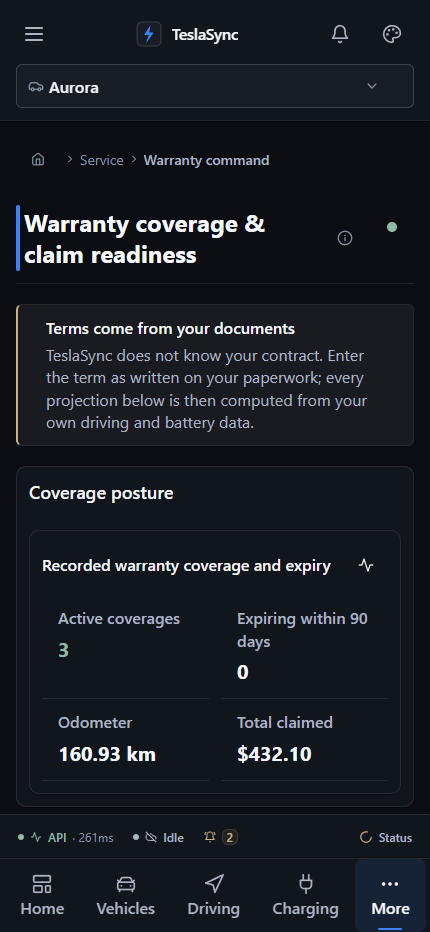 TeslaSync
Aurora
Service
Warranty command
Warranty coverage &
claim readiness
Terms come from your documents
TeslaSync does not know your contract. Enter
the term as written on your paperwork; every
projection below is then computed from your
own driving and battery data.
Coverage posture
Recorded warranty coverage and expiry
Active coverages
3
Expiring within 90
days
0
Odometer
160.93 km
Total claimed
$432.10
API · 261ms
Idle
2
Status
Home
Vehicles
Driving
Charging
More